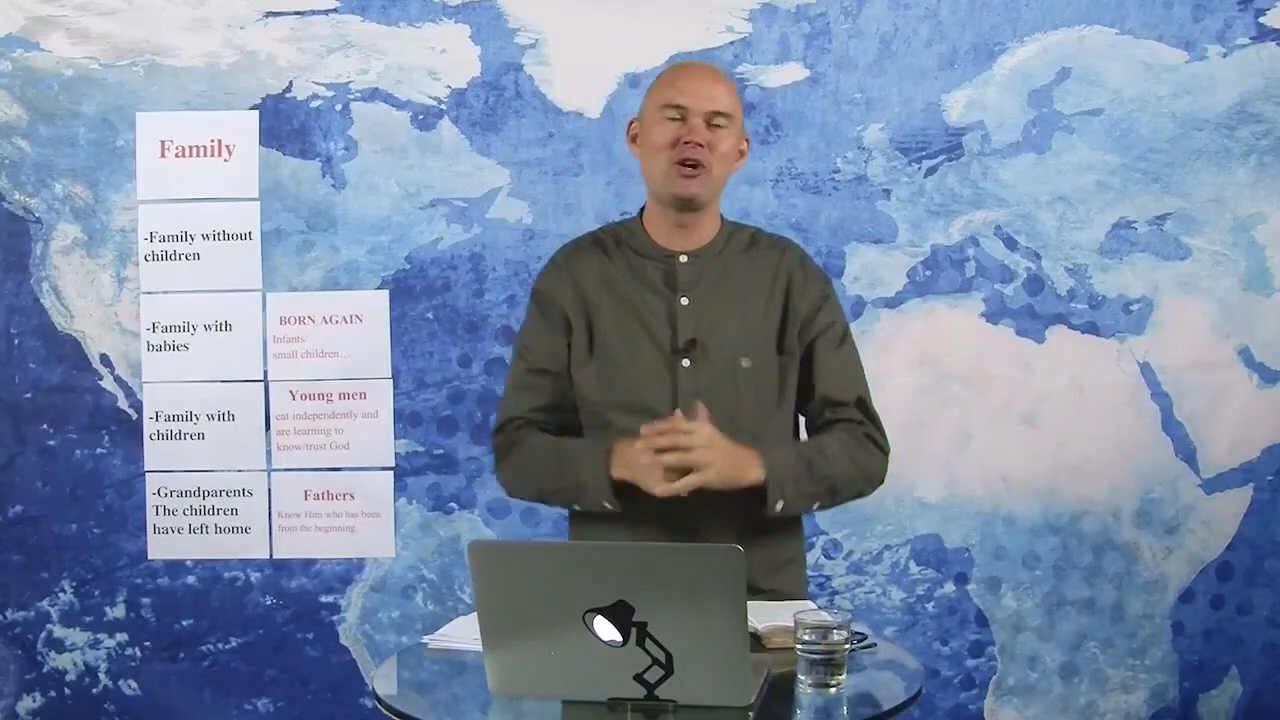 Family
-Family without
children
-Family with
babies
BORN AGAIN
Infants/
small children…
-Family with
children
Young men
eat independently and
are learning to
know/trust God
-Grandparents
The children
have left home
Fathers
Know Him who has been
from the beginning.